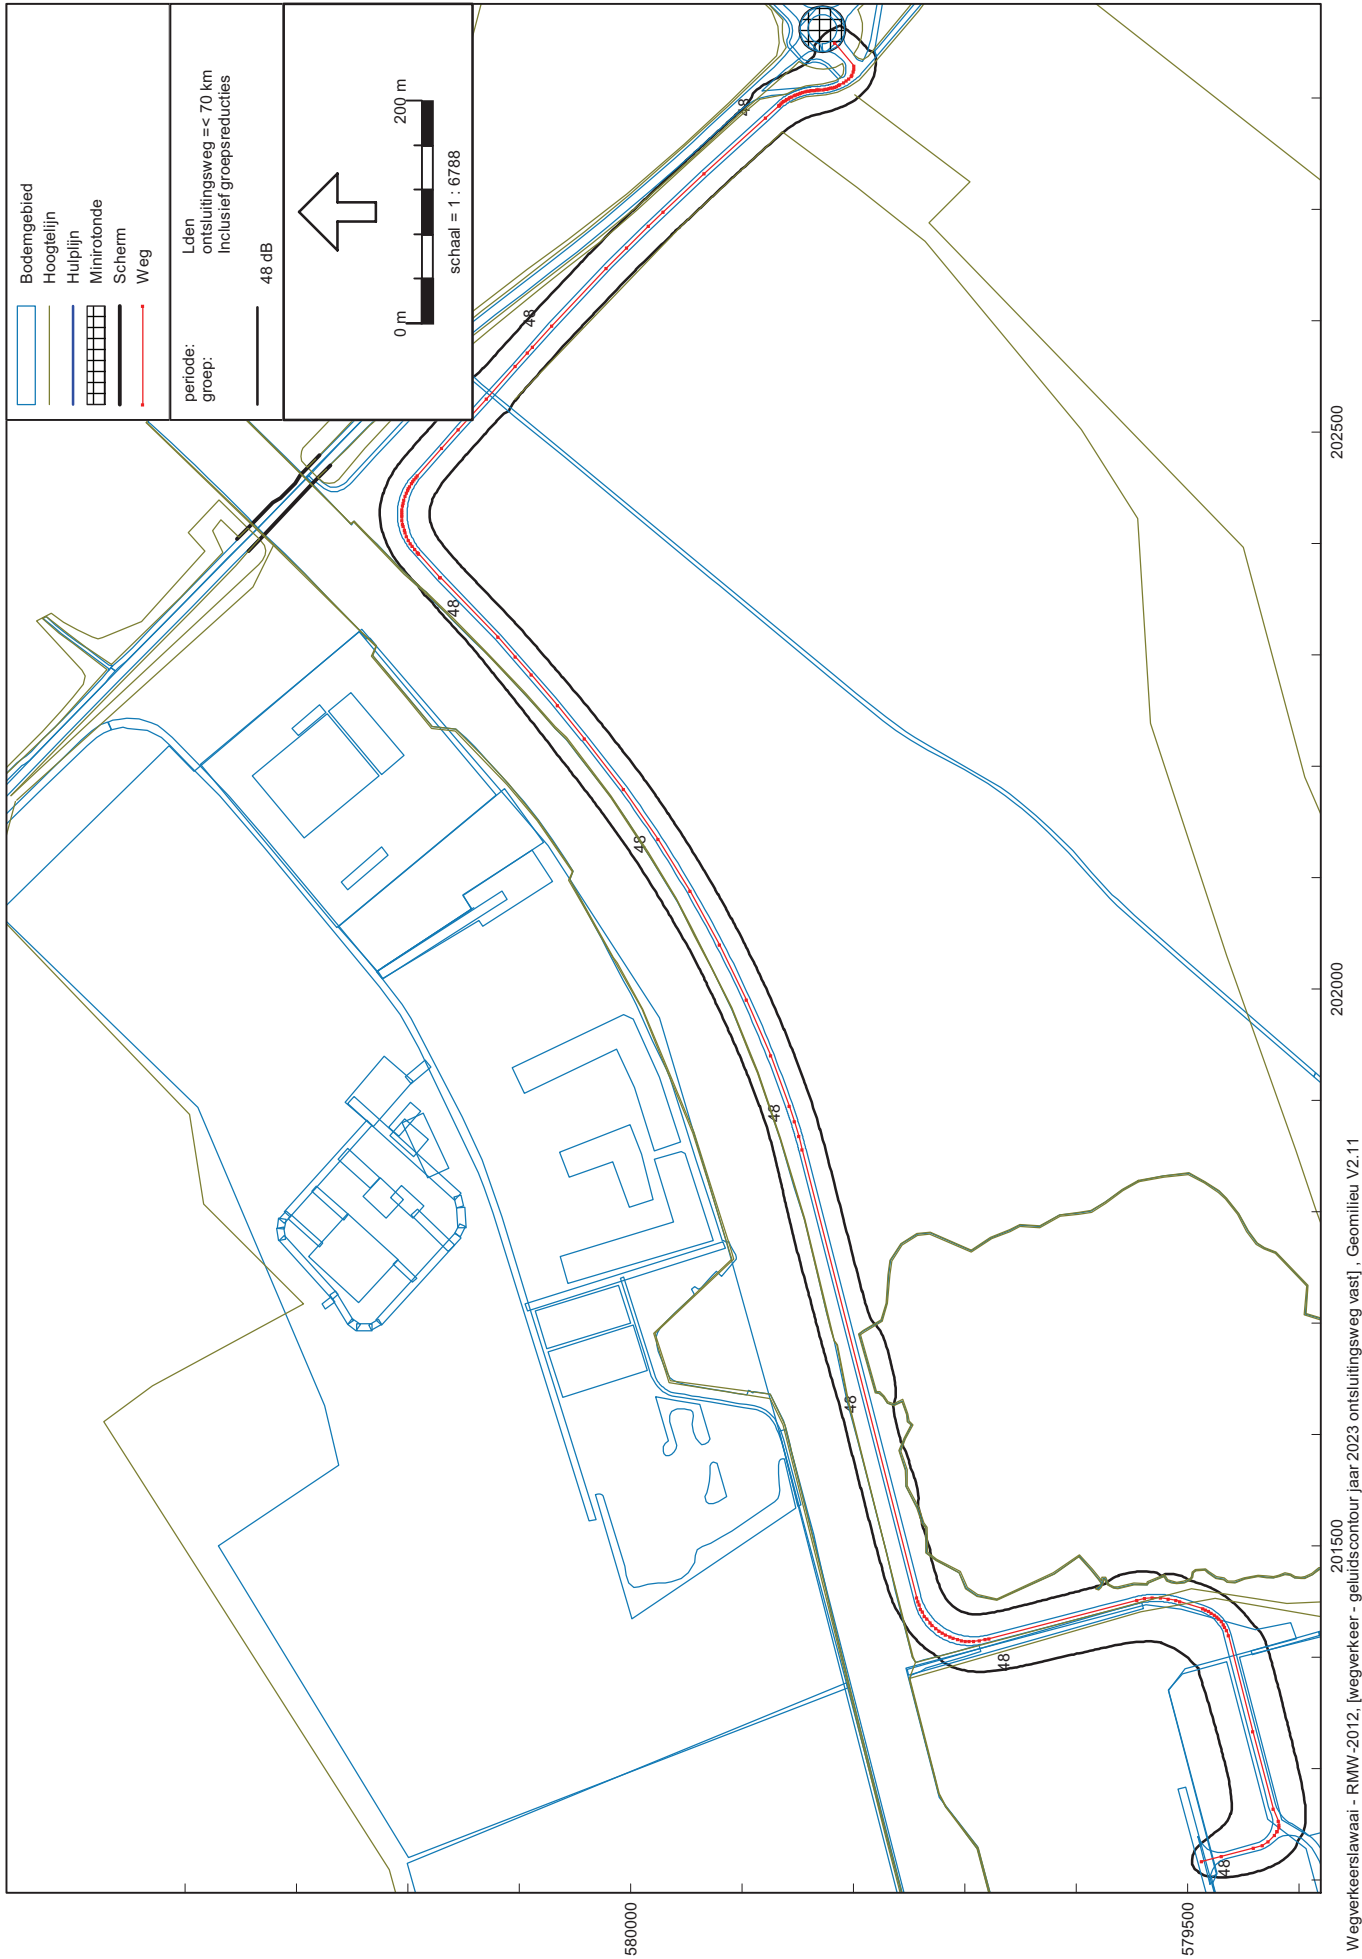 Bodemgebied
Hoogtelijn
Hulplijn
Minirotonde
Scherm
Weg
periode: Lden
groep: ontsluitingsweg =< 70 km
Inclusief groepsreducties
48 dB
0 m 200 m
schaal = 1 : 6788
48
48
48
48
48
48
48
48
201500 202000 202500
580000
579500
Wegverkeerslawaai - RMW-2012, [wegverkeer - geluidscontour jaar 2023 ontsluitingsweg vast] , Geomilieu V2.11